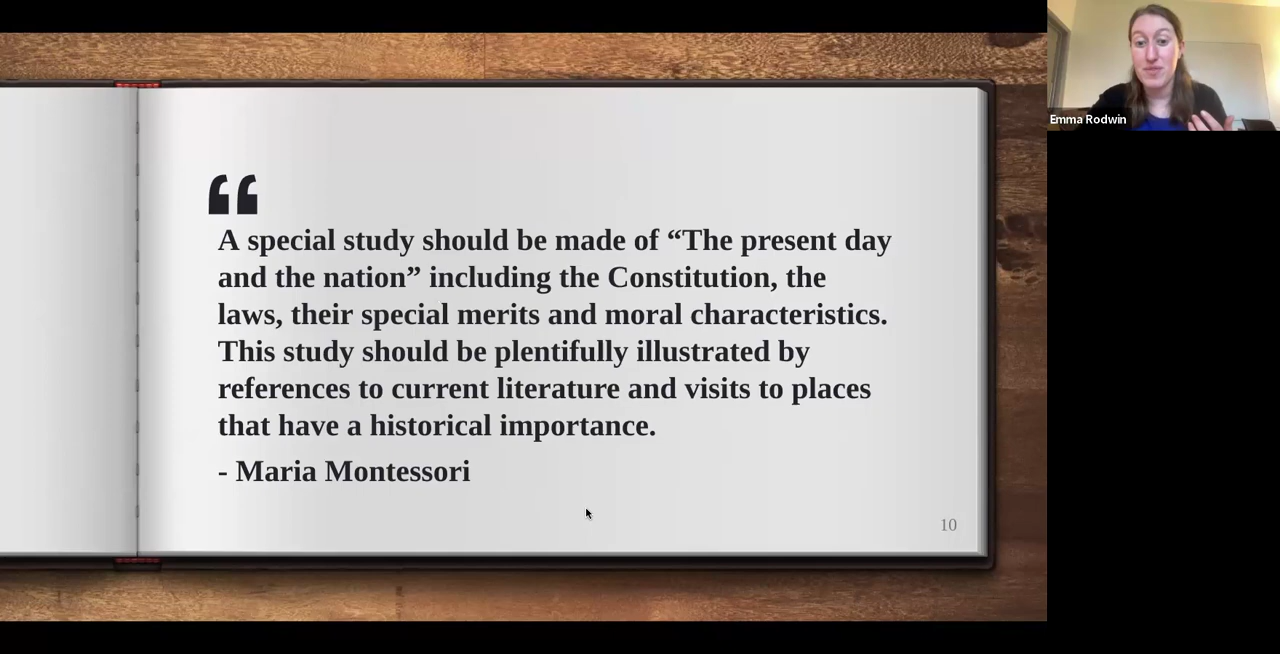 Emma Rodwin
“
A special study should be made of “The present day
and the nation” including the Constitution, the
laws, their special merits and moral characteristics.
This study should be plentifully illustrated by
references to current literature and visits to places
that have a historical importance.
- Maria Montessori
10